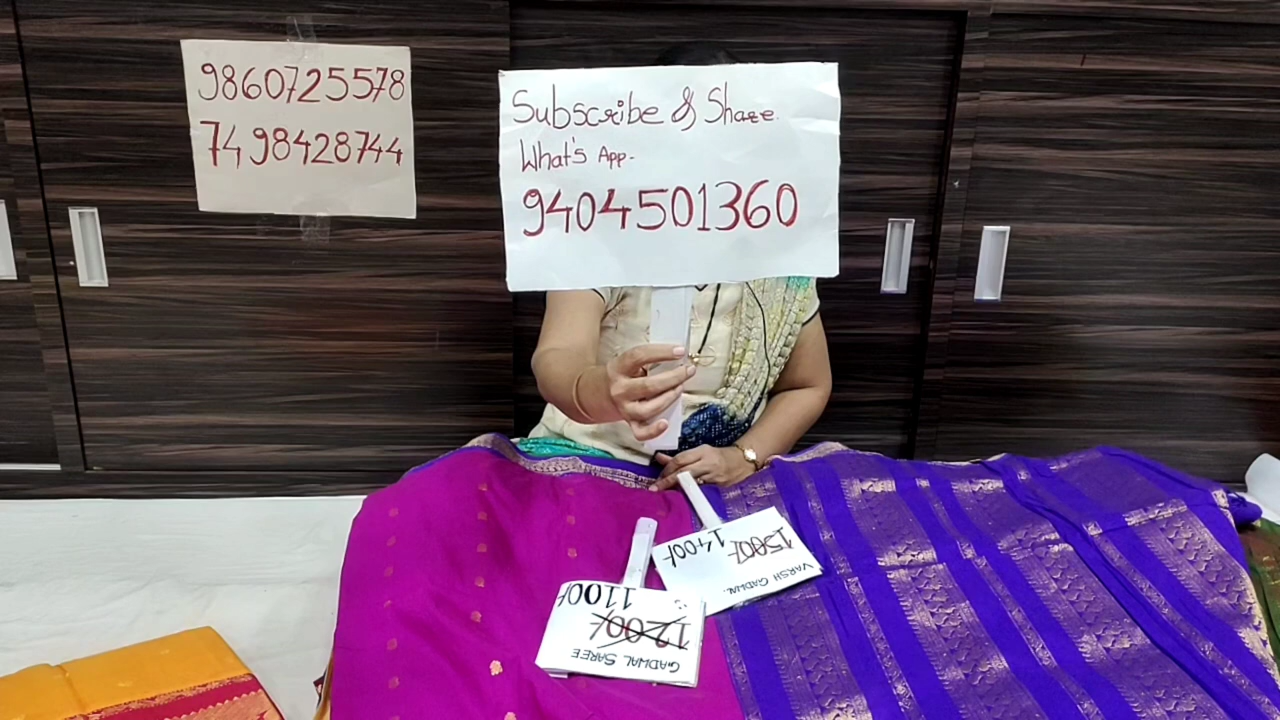 9860725578
7498428744
Subscribe & Share.
What's App-
9404501360
VARSH GADWAL.
1500/-
1400/-
GADWAL SAREE
1200/-
1100/-